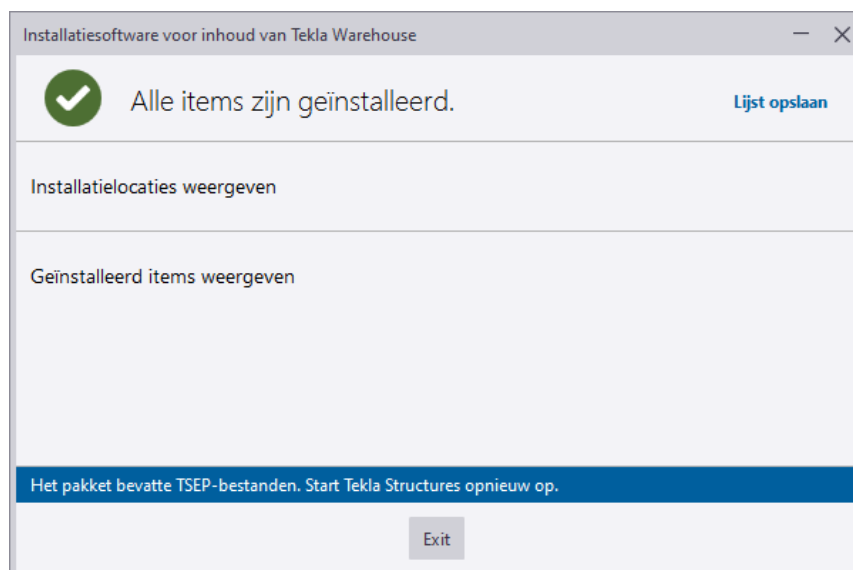 Installatiesoftware voor inhoud van Tekla Warehouse
Alle items zijn geïnstalleerd.
Lijst opslaan
Installatielocaties weergeven
Geïnstalleerd items weergeven
Het pakket bevatte TSEP-bestanden. Start Tekla Structures opnieuw op.
Exit